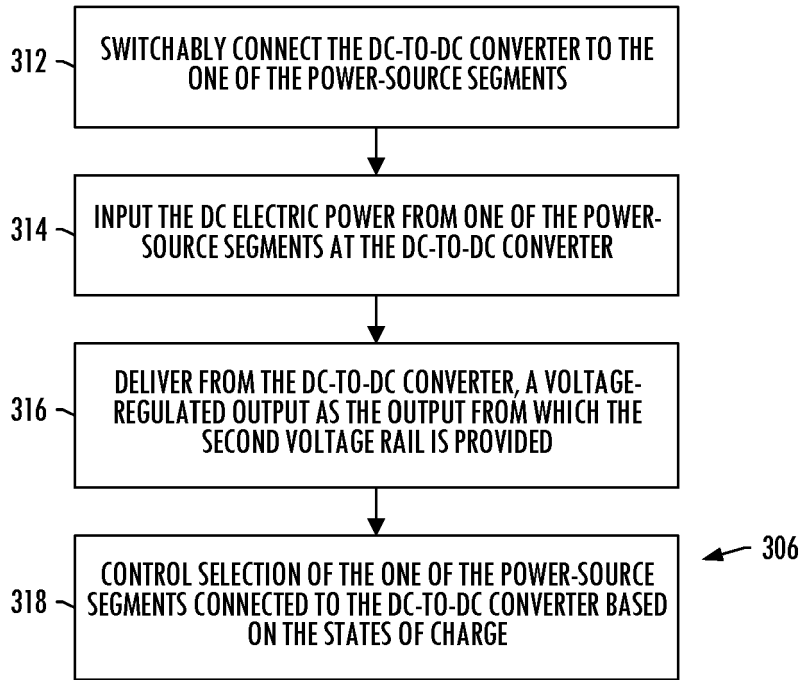 312
SWITCHABLY CONNECT THE DC-TO-DC CONVERTER TO THE
ONE OF THE POWER-SOURCE SEGMENTS
314
INPUT THE DC ELECTRIC POWER FROM ONE OF THE POWER-
SOURCE SEGMENTS AT THE DC-TO-DC CONVERTER
316
DELIVER FROM THE DC-TO-DC CONVERTER, A VOLTAGE-
REGULATED OUTPUT AS THE OUTPUT FROM WHICH THE
SECOND VOLTAGE RAIL IS PROVIDED
306
318
CONTROL SELECTION OF THE ONE OF THE POWER-SOURCE
SEGMENTS CONNECTED TO THE DC-TO-DC CONVERTER BASED
ON THE STATES OF CHARGE